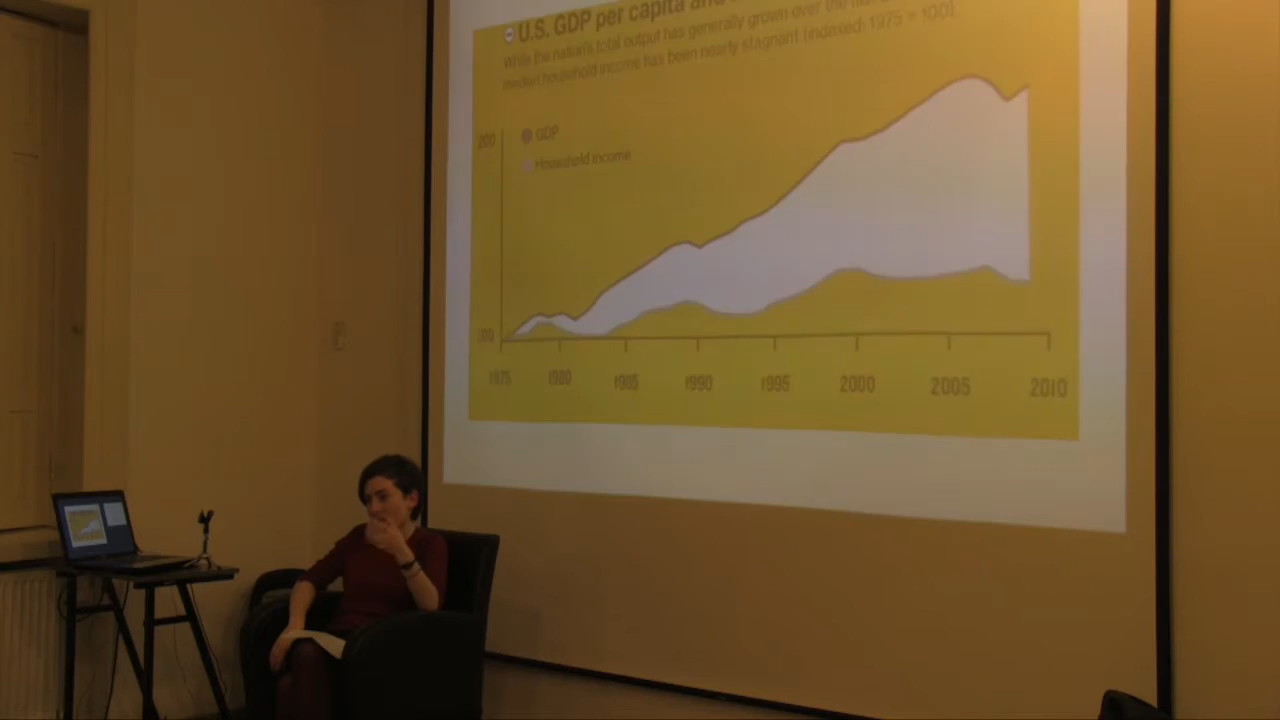 U.S. GDP per capita and
While the nation's total output has generally grown over the
median household income has been nearly stagnant (indexed: 1975 = 100)
200
GDP
Household income
100
1975 1980 1985 1990 1995 2000 2005 2010